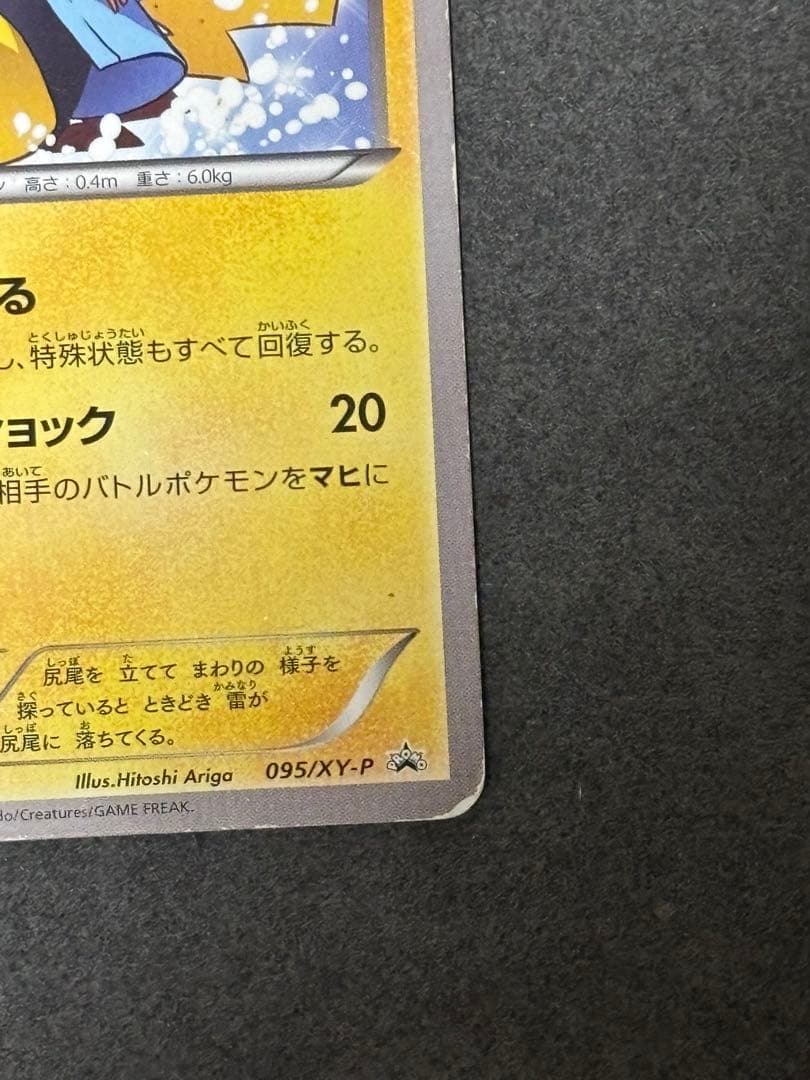 高さ：0.4m 重さ：6.0kg
る
とくしゅじょうたい かいふく
し、特殊状態もすべて回復する。
ョック 20
あいて
相手のバトルポケモンをマヒに
しっぽ た ようす
尻尾を 立てて まわりの 様子を
さぐ かみなり
探っていると ときどき 雷が
しっぽ お
尻尾に 落ちてくる。
Illus.Hitoshi Ariga 095/XY-P PROMO
do/Creatures/GAME FREAK.